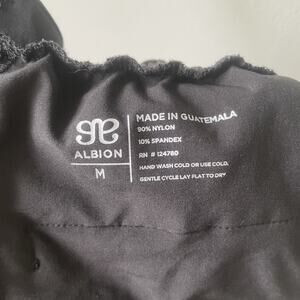 ALBION
M
MADE IN GUATEMALA
90% NYLON
10% SPANDEX
RN # 124780
HAND WASH COLD OR USE COLD,
GENTLE CYCLE LAY FLAT TO DRY